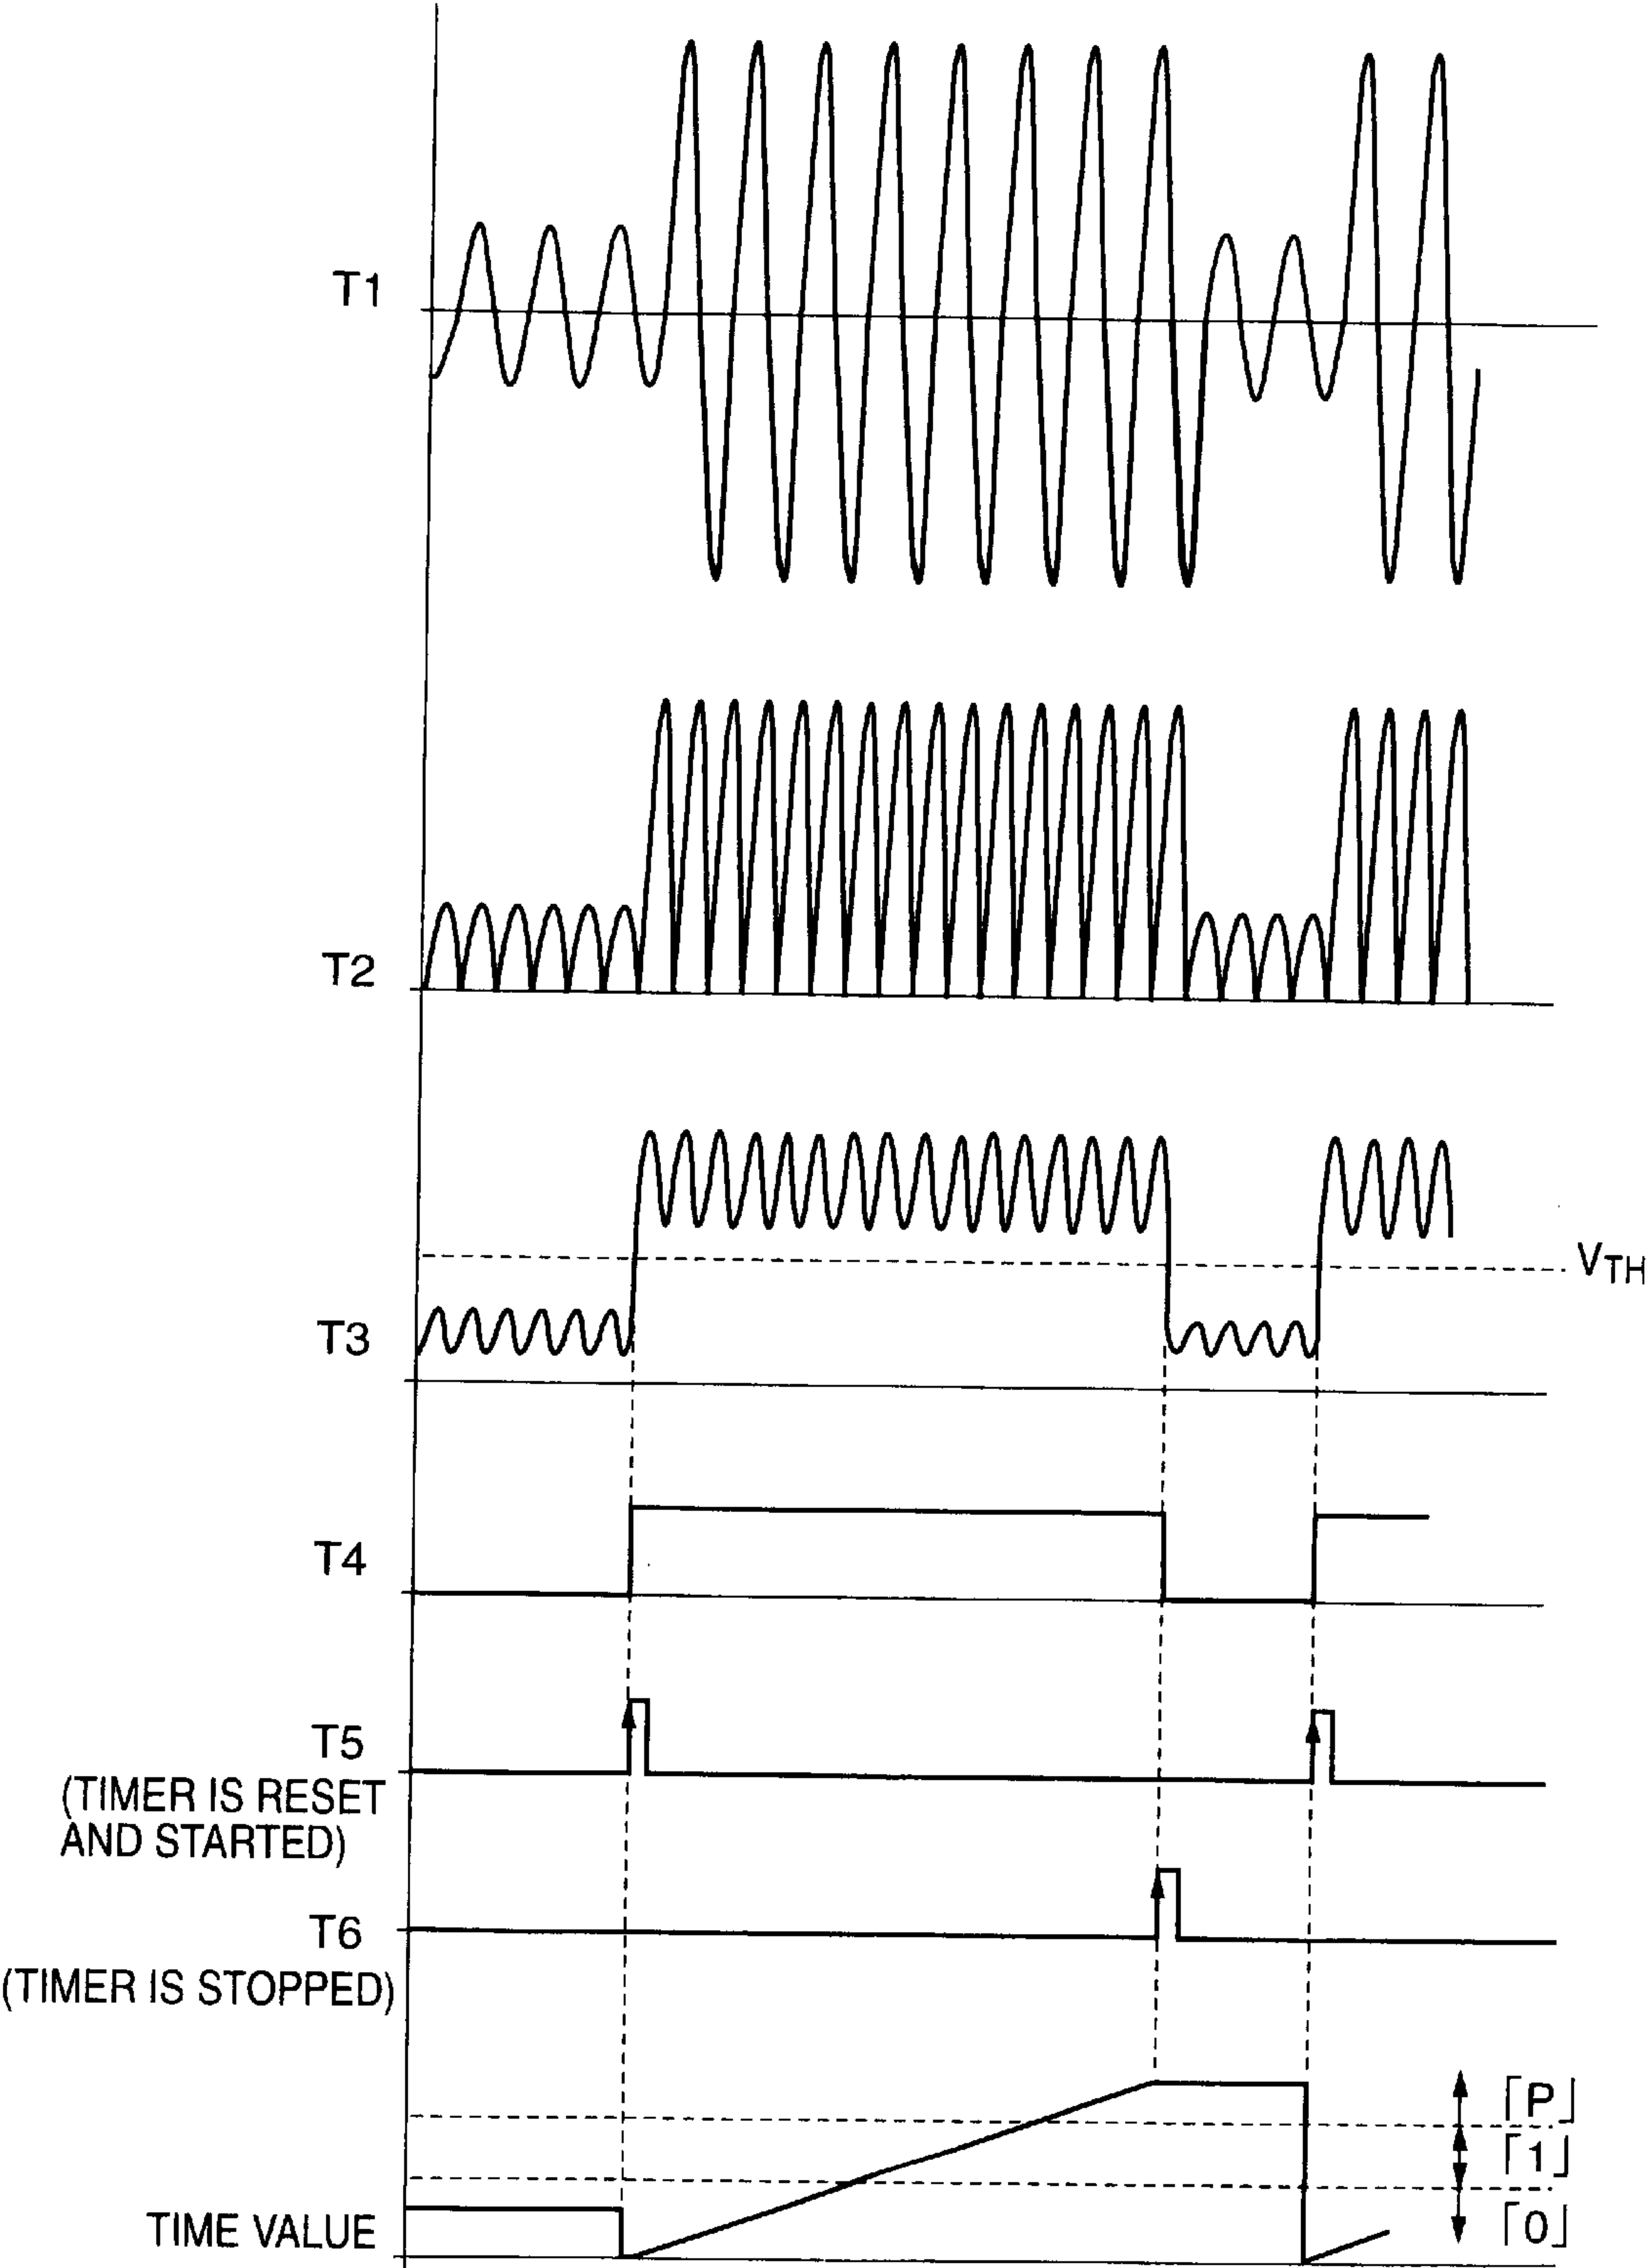 T1
T2
V_TH
T3
T4
T5
(TIMER IS RESET
AND STARTED)
T6
(TIMER IS STOPPED)
「P」
「1」
「0」
TIME VALUE